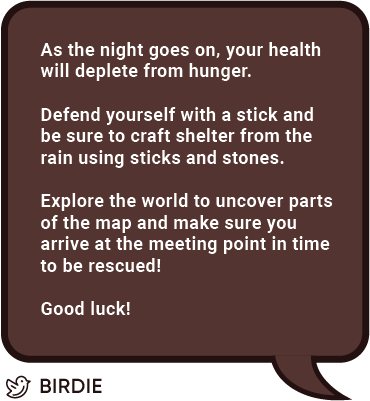 As the night goes on, your health
will deplete from hunger.
Defend yourself with a stick and
be sure to craft shelter from the
rain using sticks and stones.
Explore the world to uncover parts
of the map and make sure you
arrive at the meeting point in time
to be rescued!
Good luck!
BIRDIE